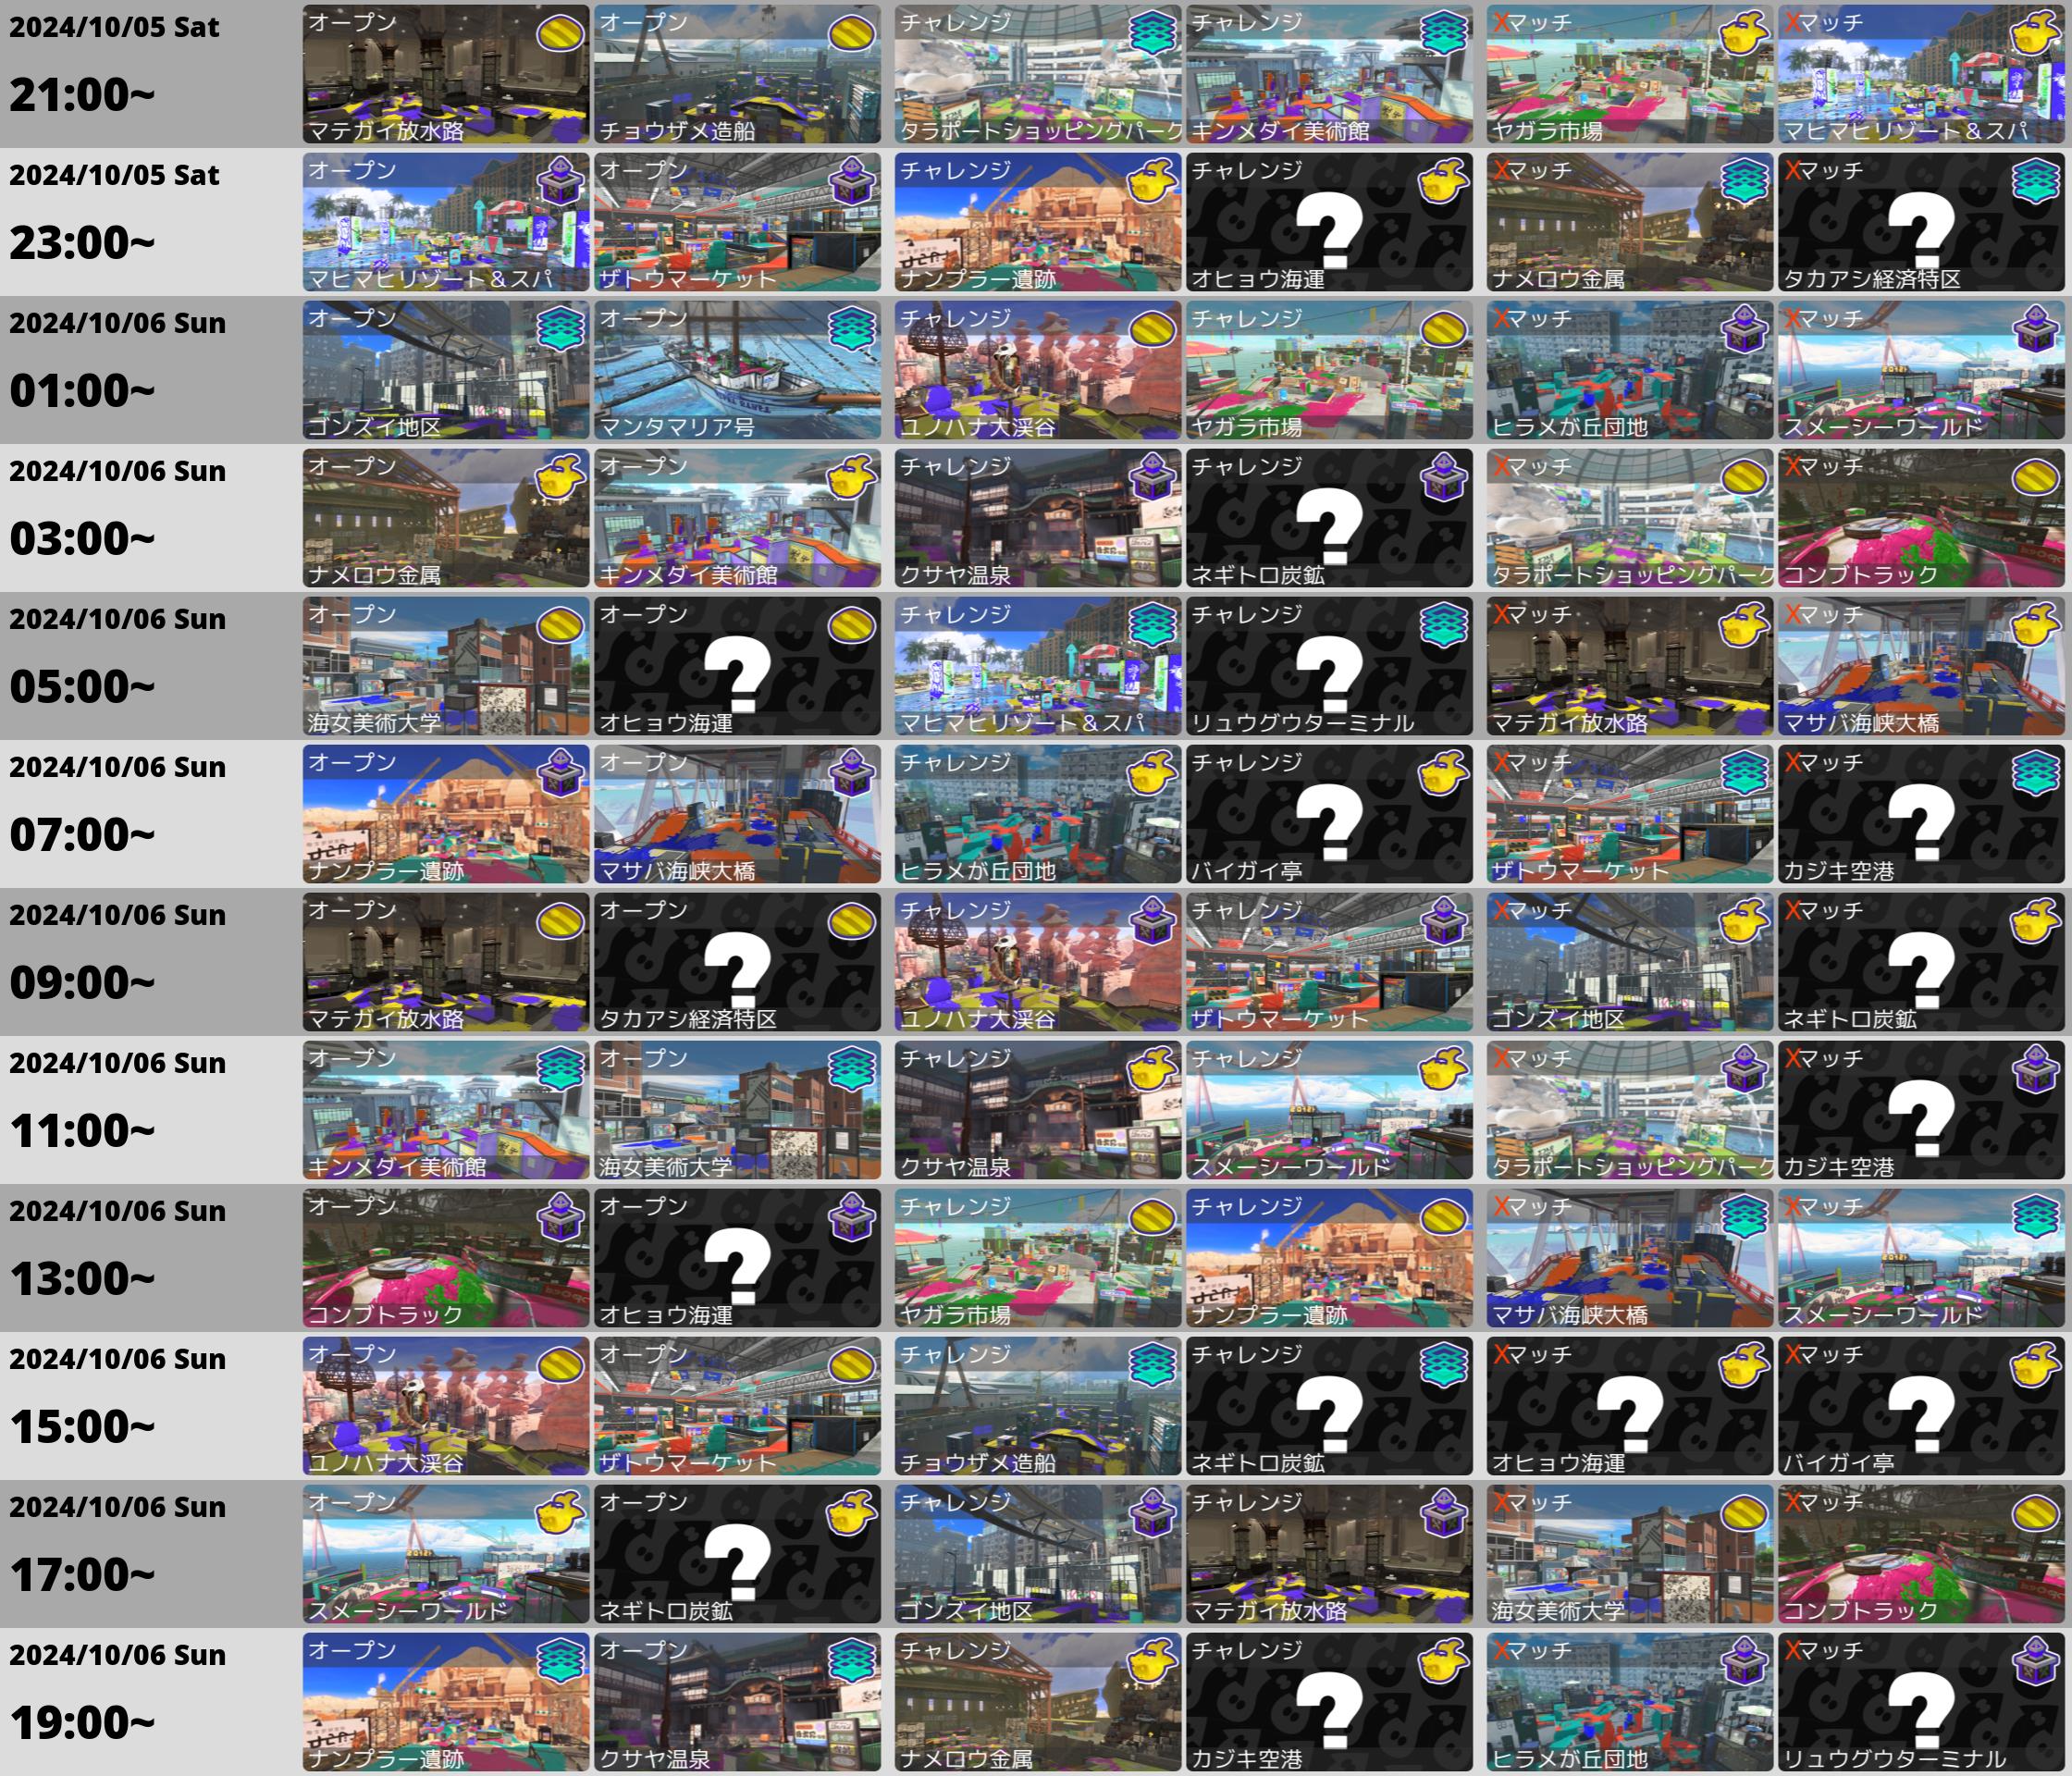 2024/10/05 Sat
21:00~
オープン
マテガイ放水路
オープン
チョウザメ造船
チャレンジ
タラポートショッピングパーク
チャレンジ
キンメダイ美術館
Xマッチ
ヤガラ市場
Xマッチ
マヒマヒリゾート&スパ
2024/10/05 Sat
23:00~
オープン
マヒマヒリゾート&スパ
オープン
ザトウマーケット
チャレンジ
ナンプラー遺跡
チャレンジ
?
オヒョウ海運
Xマッチ
ナメロウ金属
Xマッチ
?
タカアシ経済特区
2024/10/06 Sun
01:00~
オープン
ゴンズイ地区
オープン
マンタマリア号
チャレンジ
ユノハナ大渓谷
チャレンジ
ヤガラ市場
Xマッチ
ヒラメが丘団地
Xマッチ
スメーシーワールド
2024/10/06 Sun
03:00~
オープン
ナメロウ金属
オープン
キンメダイ美術館
チャレンジ
クサヤ温泉
チャレンジ
?
ネギトロ炭鉱
Xマッチ
タラポートショッピングパーク
Xマッチ
コンブトラック
2024/10/06 Sun
05:00~
オープン
海女美術大学
オープン
?
オヒョウ海運
チャレンジ
マヒマヒリゾート&スパ
チャレンジ
?
リュウグウターミナル
Xマッチ
マテガイ放水路
Xマッチ
マサバ海峡大橋
2024/10/06 Sun
07:00~
オープン
ナンプラー遺跡
オープン
マサバ海峡大橋
チャレンジ
ヒラメが丘団地
チャレンジ
?
バイガイ亭
Xマッチ
ザトウマーケット
Xマッチ
?
カジキ空港
2024/10/06 Sun
09:00~
オープン
マテガイ放水路
オープン
?
タカアシ経済特区
チャレンジ
ユノハナ大渓谷
チャレンジ
ザトウマーケット
Xマッチ
ゴンズイ地区
Xマッチ
?
ネギトロ炭鉱
2024/10/06 Sun
11:00~
オープン
キンメダイ美術館
オープン
海女美術大学
チャレンジ
クサヤ温泉
チャレンジ
スメーシーワールド
Xマッチ
タラポートショッピングパーク
Xマッチ
?
カジキ空港
2024/10/06 Sun
13:00~
オープン
コンブトラック
オープン
?
オヒョウ海運
チャレンジ
ヤガラ市場
チャレンジ
ナンプラー遺跡
Xマッチ
マサバ海峡大橋
Xマッチ
スメーシーワールド
2024/10/06 Sun
15:00~
オープン
ユノハナ大渓谷
オープン
ザトウマーケット
チャレンジ
チョウザメ造船
チャレンジ
?
ネギトロ炭鉱
Xマッチ
?
オヒョウ海運
Xマッチ
?
バイガイ亭
2024/10/06 Sun
17:00~
オープン
スメーシーワールド
オープン
?
ネギトロ炭鉱
チャレンジ
ゴンズイ地区
チャレンジ
マテガイ放水路
Xマッチ
海女美術大学
Xマッチ
コンブトラック
2024/10/06 Sun
19:00~
オープン
ナンプラー遺跡
オープン
クサヤ温泉
チャレンジ
ナメロウ金属
チャレンジ
?
カジキ空港
Xマッチ
ヒラメが丘団地
Xマッチ
?
リュウグウターミナル